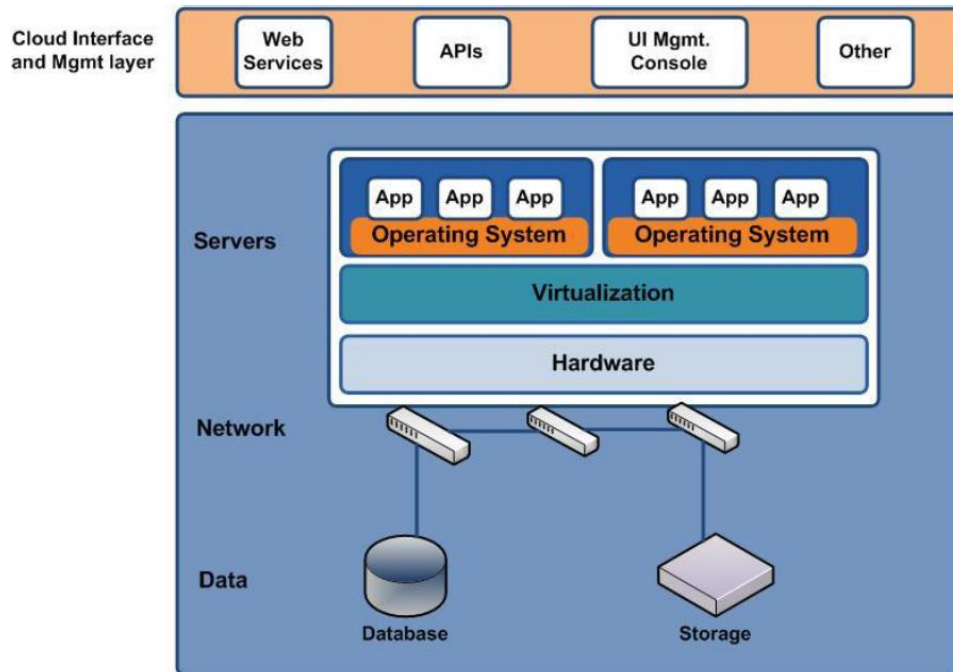 Cloud Interface
and Mgmt layer
Web
Services
APIs
UI Mgmt.
Console
Other
Servers
App App App
Operating System
App App App
Operating System
Virtualization
Hardware
Network
Data
Database
Storage